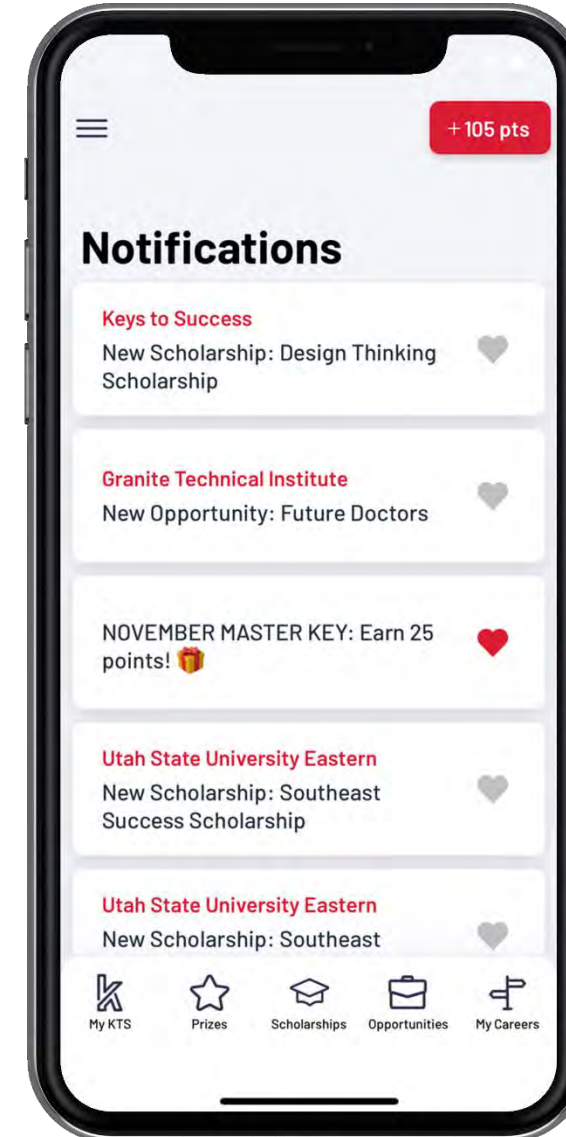 + 105 pts
Notifications
Keys to Success
New Scholarship: Design Thinking
Scholarship
Granite Technical Institute
New Opportunity: Future Doctors
NOVEMBER MASTER KEY: Earn 25
points! 🎁
Utah State University Eastern
New Scholarship: Southeast
Success Scholarship
Utah State University Eastern
New Scholarship: Southeast
My KTS
Prizes
Scholarships
Opportunities
My Careers